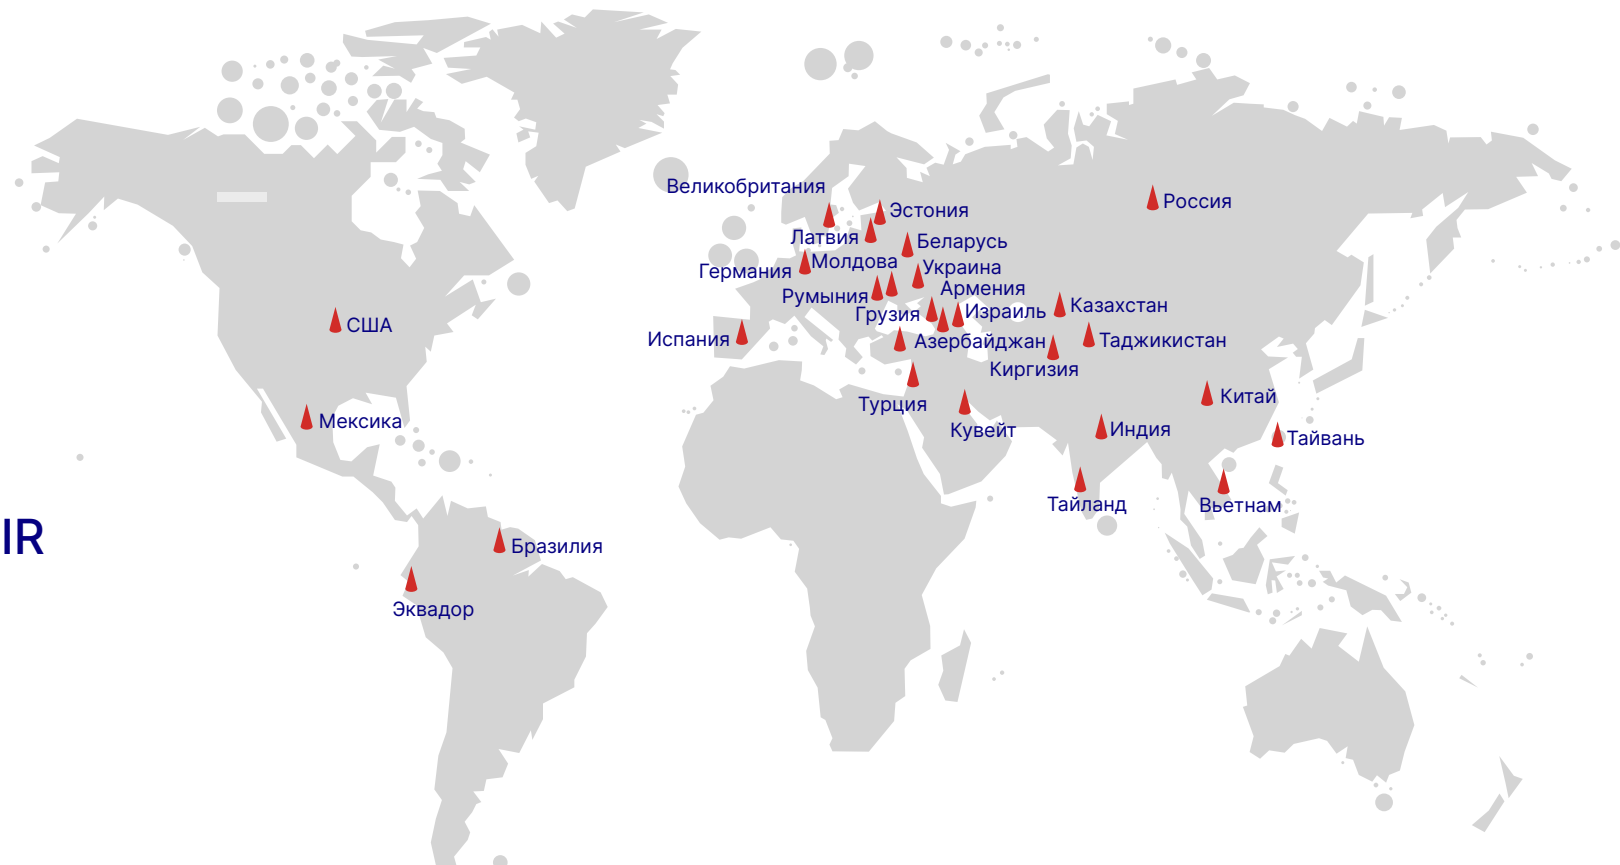 Великобритания
Россия
Эстония
Латвия
Беларусь
Молдова
Украина
Германия
Армения
Румыния
Казахстан
Израиль
Грузия
США
Испания
Азербайджан
Таджикистан
Киргизия
Китай
Турция
Мексика
Кувейт
Индия
Тайвань
Тайланд
Вьетнам
IR
Бразилия
Эквадор